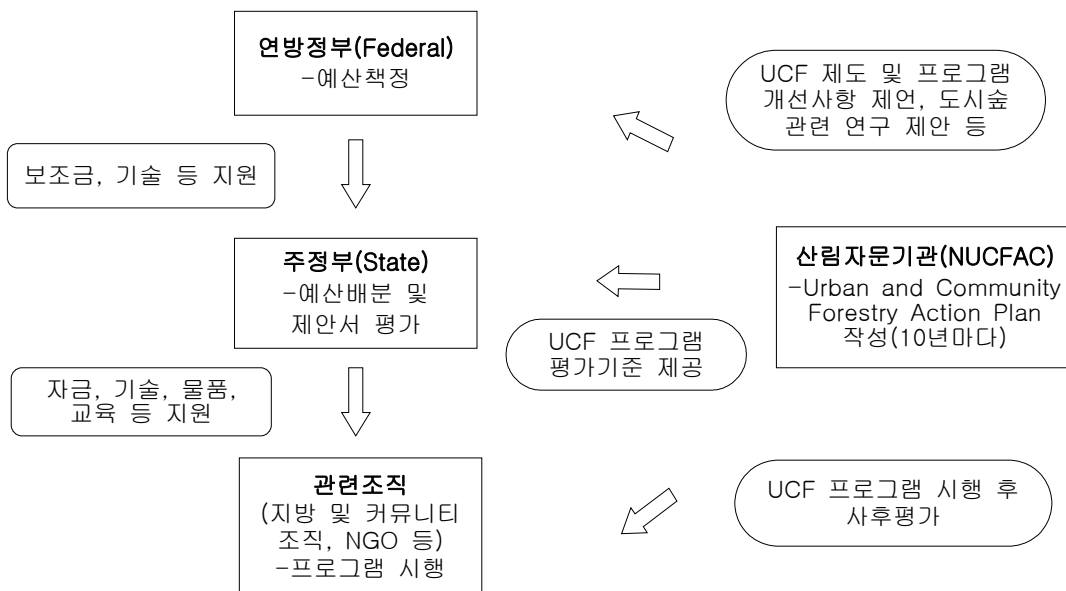 연방정부(Federal)
-예산책정
UCF 제도 및 프로그램
개선사항 제언, 도시숲
관련 연구 제안 등
보조금, 기술 등 지원
주정부(State)
-예산배분 및
제안서 평가
산림자문기관(NUCFAC)
-Urban and Community
Forestry Action Plan
작성(10년마다)
UCF 프로그램
평가기준 제공
자금, 기술, 물품,
교육 등 지원
관련조직
(지방 및 커뮤니티
조직, NGO 등)
-프로그램 시행
UCF 프로그램 시행 후
사후평가